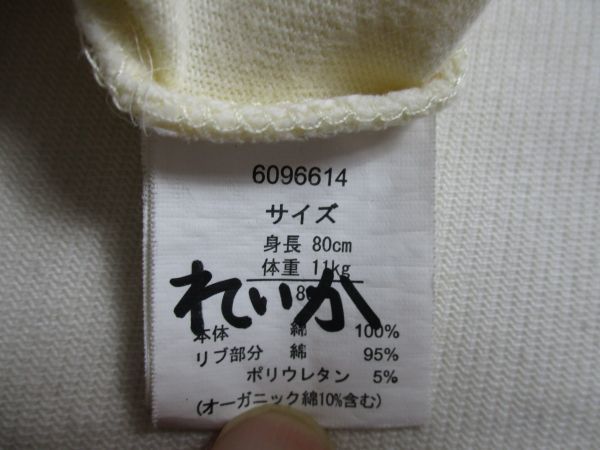 6096614
サイズ
身長 80cm
体重 11kg
80
れいか
本体 綿 100%
リブ部分 綿 95%
ポリウレタン 5%
(オーガニック綿10%含む)